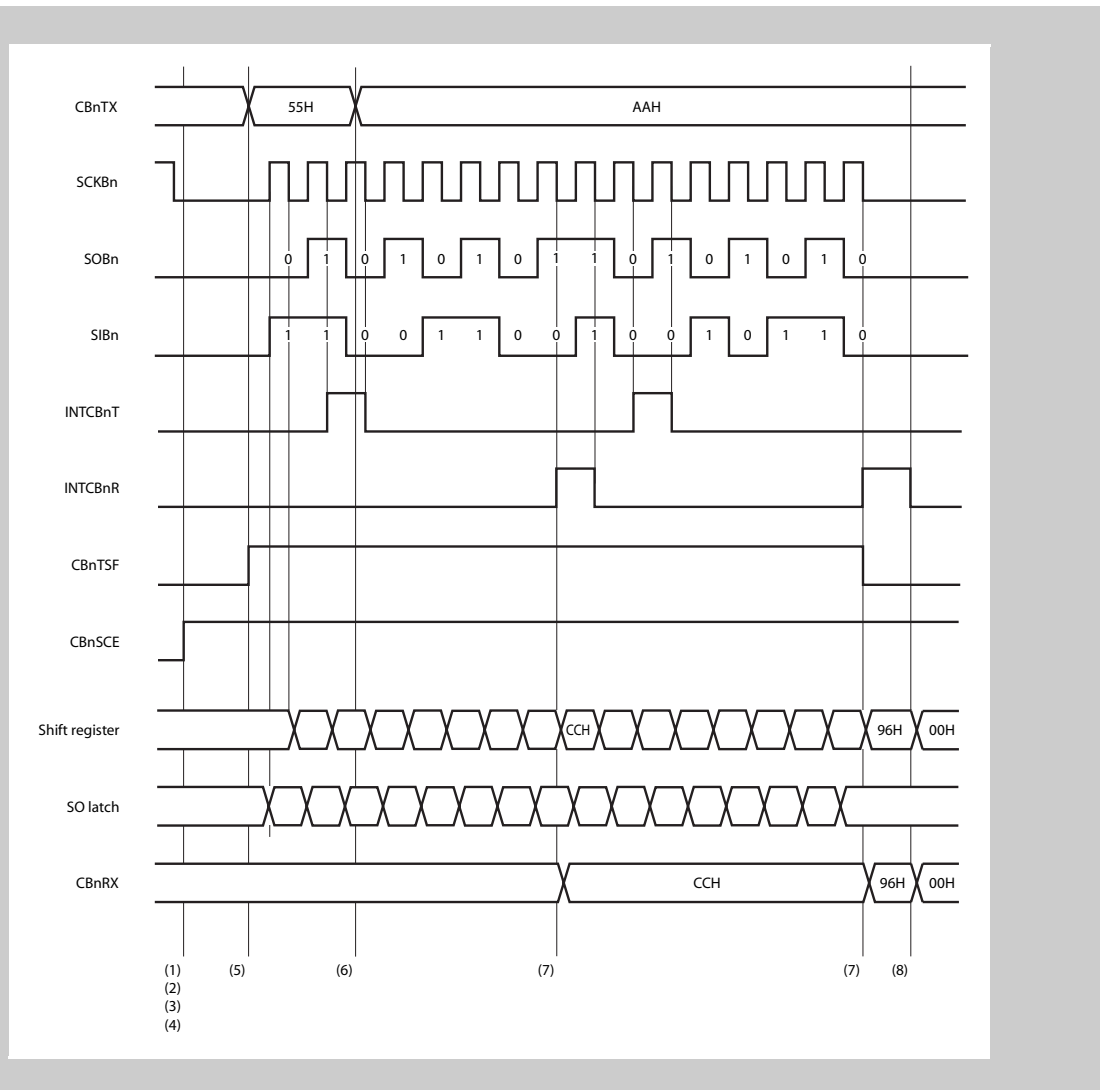 CBnTX 55H AAH
SCKBn
SOBn 0 1 0 1 0 1 0 1 1 0 1 0 1 0 1 0
SIBn 1 1 0 0 1 1 0 0 1 0 0 1 0 1 1 0
INTCBnT
INTCBnR
CBnTSF
CBnSCE
Shift register CCH 96H 00H
SO latch
CBnRX CCH 96H 00H
(1) (5) (6) (7) (7) (8)
(2)
(3)
(4)